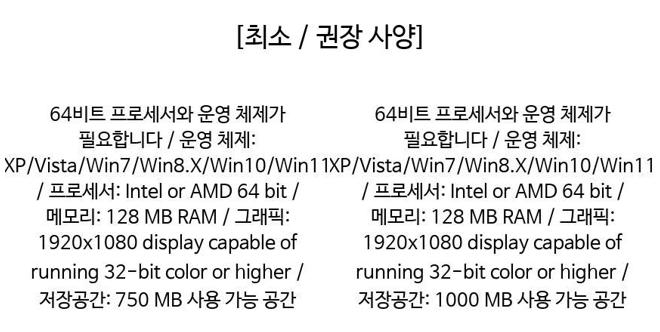 [최소 / 권장 사양]
64비트 프로세서와 운영 체제가
필요합니다 / 운영 체제:
XP/Vista/Win7/Win8.X/Win10/Win11
/ 프로세서: Intel or AMD 64 bit /
메모리: 128 MB RAM / 그래픽:
1920x1080 display capable of
running 32-bit color or higher /
저장공간: 750 MB 사용 가능 공간
64비트 프로세서와 운영 체제가
필요합니다 / 운영 체제:
XP/Vista/Win7/Win8.X/Win10/Win11
/ 프로세서: Intel or AMD 64 bit /
메모리: 128 MB RAM / 그래픽:
1920x1080 display capable of
running 32-bit color or higher /
저장공간: 1000 MB 사용 가능 공간